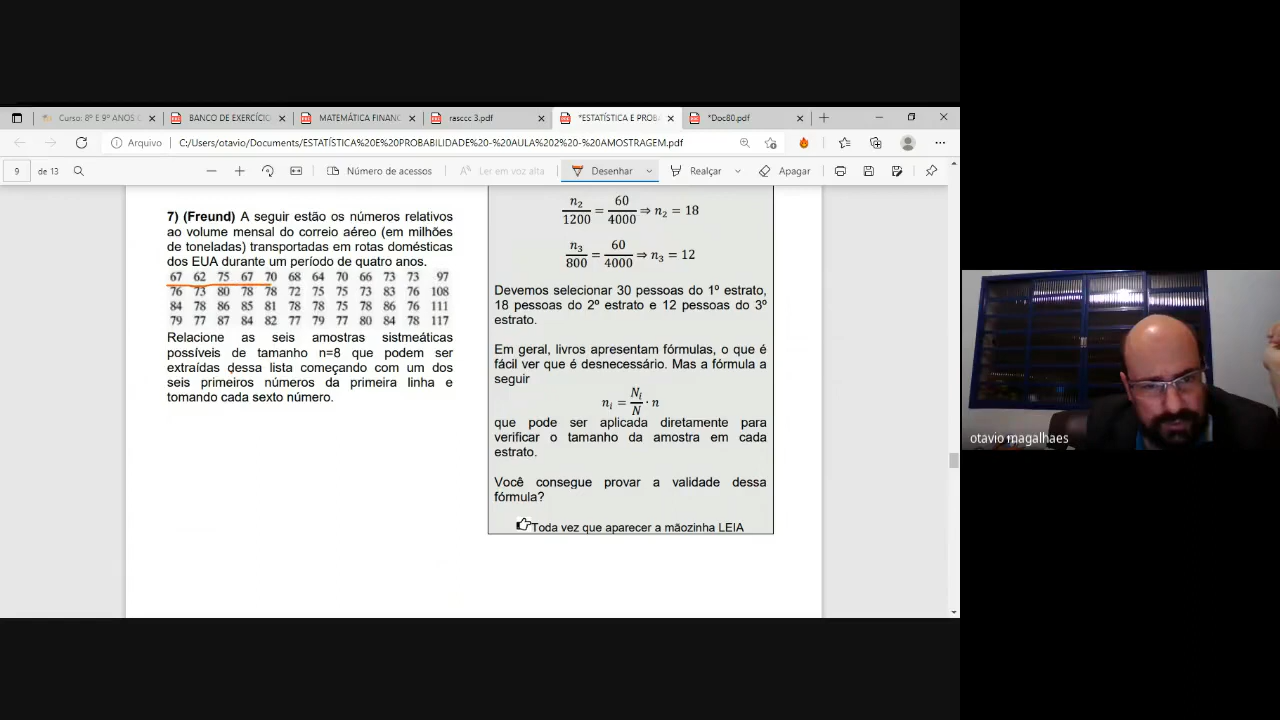 Curso: 8º E 9º ANOS
BANCO DE EXERCÍCIO
MATEMÁTICA FINANC
rasccc 3.pdf
*ESTATÍSTICA E PROBA
*Doc80.pdf
Arquivo
C:/Users/otavio/Documents/ESTATÍSTICA%20E%20PROBABILIDADE%20-%20AULA%202%20-%20AMOSTRAGEM.pdf
9 de 13
Número de acessos
Ler em voz alta
Desenhar
Realçar
Apagar
7) (Freund) A seguir estão os números relativos
ao volume mensal do correio aéreo (em milhões
de toneladas) transportadas em rotas domésticas
dos EUA durante um período de quatro anos.
67 62 75 67 70 68 64 70 66 73 73 97
76 73 80 78 78 72 75 75 73 83 76 108
84 78 86 85 81 78 78 75 78 86 76 111
79 77 87 84 82 77 79 77 80 84 78 117
Relacione as seis amostras sistmeáticas
possíveis de tamanho n=8 que podem ser
extraídas dessa lista começando com um dos
seis primeiros números da primeira linha e
tomando cada sexto número.
n₂/1200 = 60/4000 ⇒ n₂ = 18
n₃/800 = 60/4000 ⇒ n₃ = 12
Devemos selecionar 30 pessoas do 1º estrato,
18 pessoas do 2º estrato e 12 pessoas do 3º
estrato.
Em geral, livros apresentam fórmulas, o que é
fácil ver que é desnecessário. Mas a fórmula a
seguir
nᵢ = Nᵢ/N · n
que pode ser aplicada diretamente para
verificar o tamanho da amostra em cada
estrato.
Você consegue provar a validade dessa
fórmula?
Toda vez que aparecer a mãozinha LEIA
otavio magalhaes